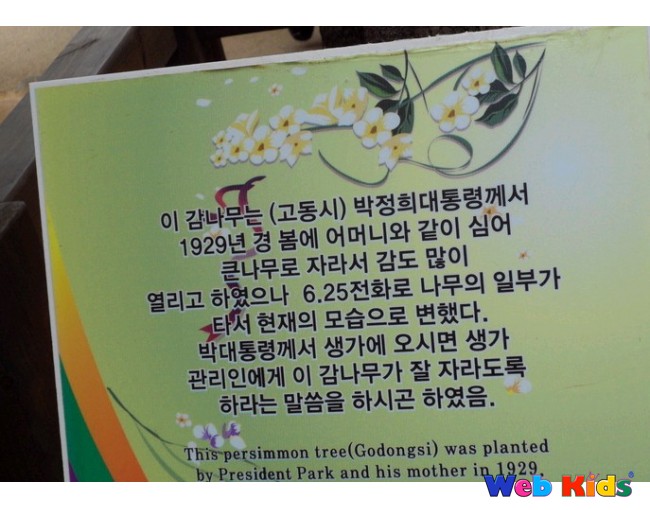 이 감나무는 (고동시) 박정희대통령께서
1929년 경 봄에 어머니와 같이 심어
큰나무로 자라서 감도 많이
열리고 하였으나 6.25전화로 나무의 일부가
타서 현재의 모습으로 변했다.
박대통령께서 생가에 오시면 생가
관리인에게 이 감나무가 잘 자라도록
하라는 말씀을 하시곤 하였음.
This persimmon tree(Godongsi) was planted
by President Park and his mother in 1929.
Web Kids